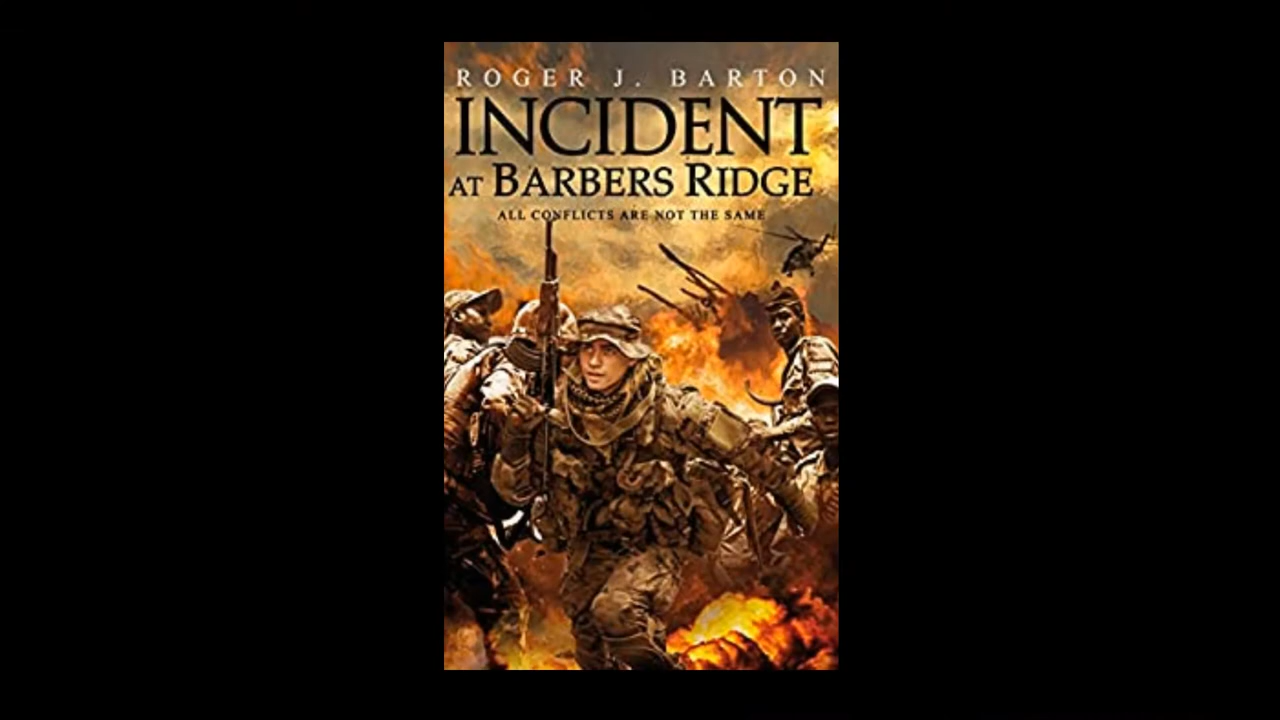 ROGER J. BARTON
INCIDENT
AT BARBERS RIDGE
ALL CONFLICTS ARE NOT THE SAME